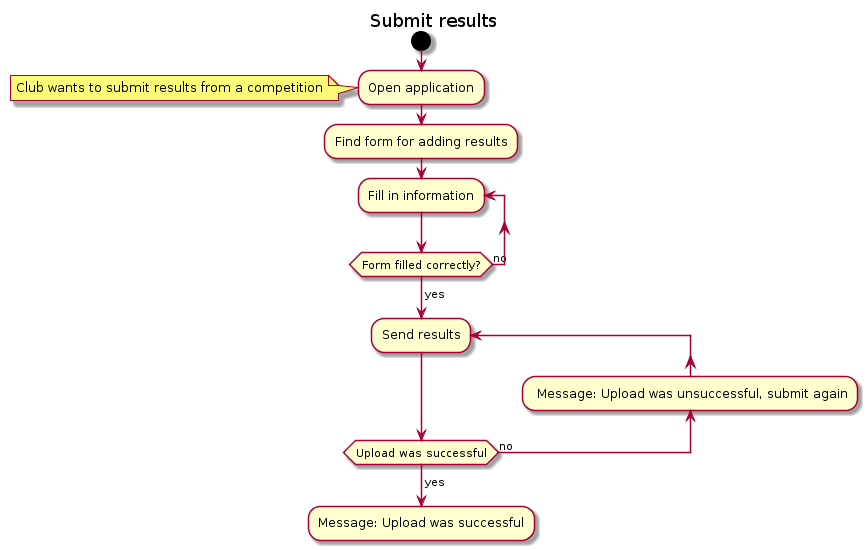 Submit results
Club wants to submit results from a competition
Open application
Find form for adding results
Fill in information
Form filled correctly?
no
yes
Send results
Message: Upload was unsuccessful, submit again
Upload was successful
no
yes
Message: Upload was successful